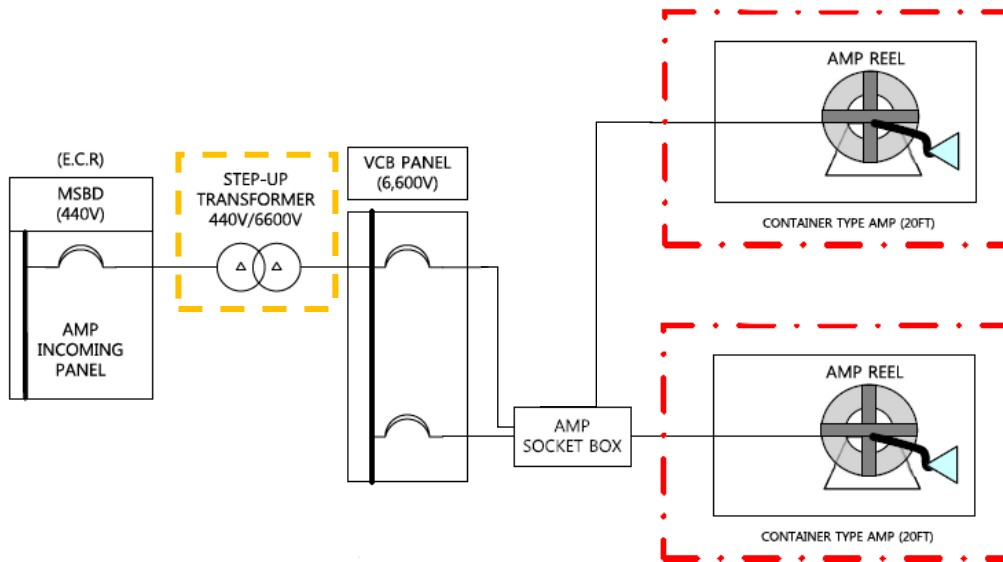 (E.C.R)
MSBD
(440V)
AMP
INCOMING
PANEL
STEP-UP
TRANSFORMER
440V/6600V
VCB PANEL
(6,600V)
AMP
SOCKET BOX
AMP REEL
CONTAINER TYPE AMP (20FT)
AMP REEL
CONTAINER TYPE AMP (20FT)